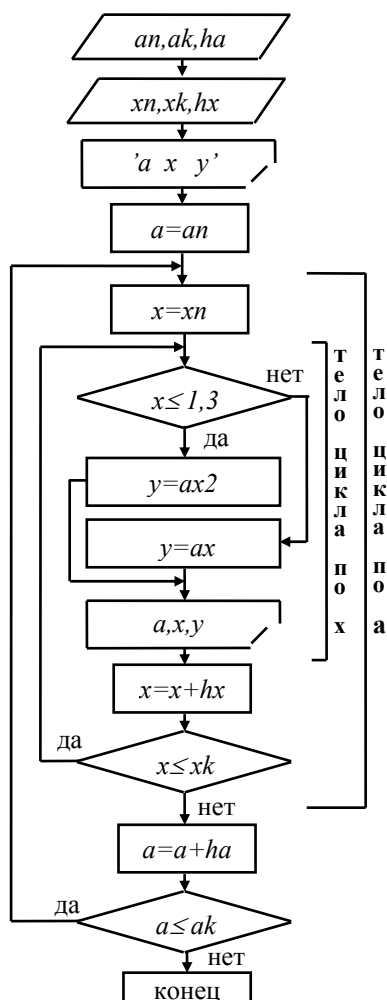 an,ak,ha
xn,xk,hx
’a x y’
a=an
x=xn
x≤1,3
нет
да
y=ax2
y=ax
a,x,y
x=x+hx
да
x≤xk
нет
a=a+ha
да
a≤ak
нет
конец
тело цикла по х
тело цикла по а